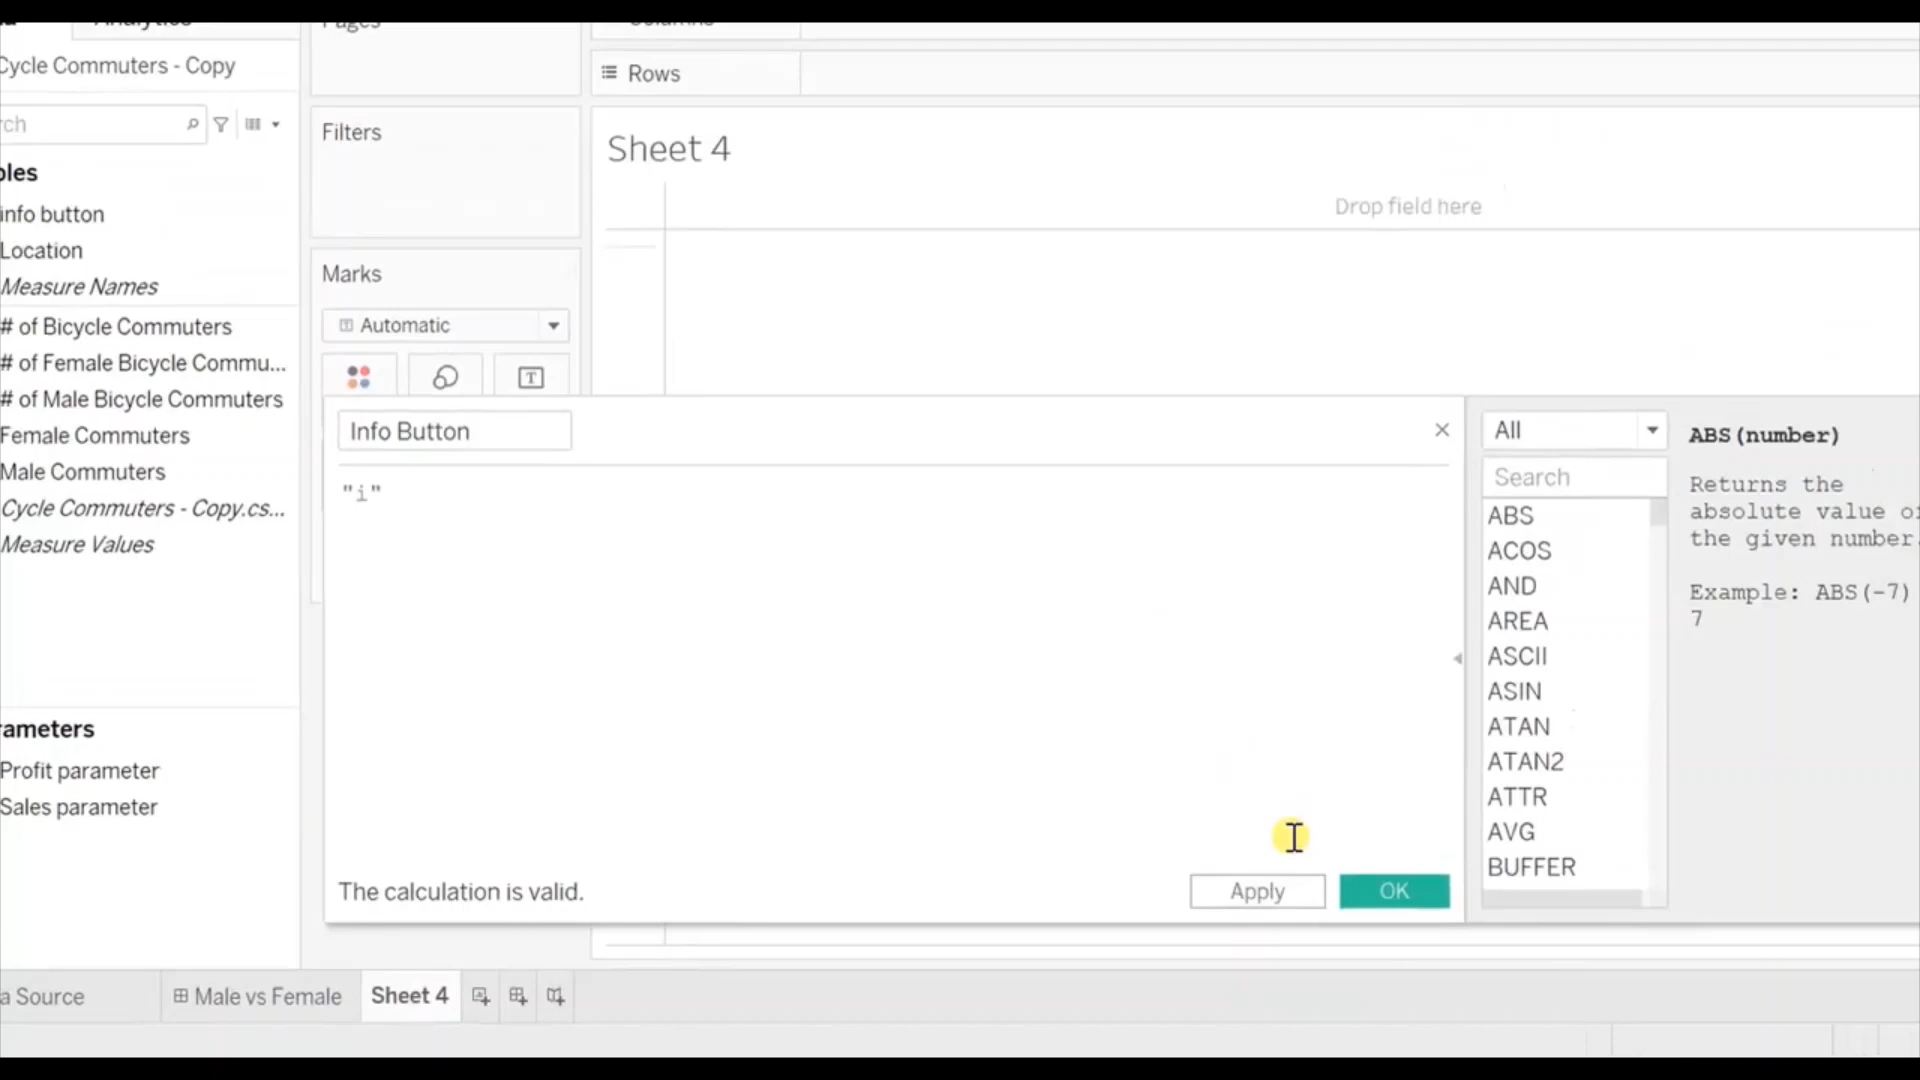 Pages
Cycle Commuters - Copy
Rows
Filters
Sheet 4
Drop field here
info button
Location
Measure Names
Marks
Automatic
# of Bicycle Commuters
# of Female Bicycle Commu...
# of Male Bicycle Commuters
Female Commuters
Male Commuters
Cycle Commuters - Copy.cs...
Measure Values
Info Button
"i"
The calculation is valid.
Apply
OK
All
Search
ABS
ACOS
AND
AREA
ASCII
ASIN
ATAN
ATAN2
ATTR
AVG
BUFFER
ABS(number)
Returns the
absolute value of
the given number.
Example: ABS(-7)
7
rameters
Profit parameter
Sales parameter
a Source
Male vs Female
Sheet 4